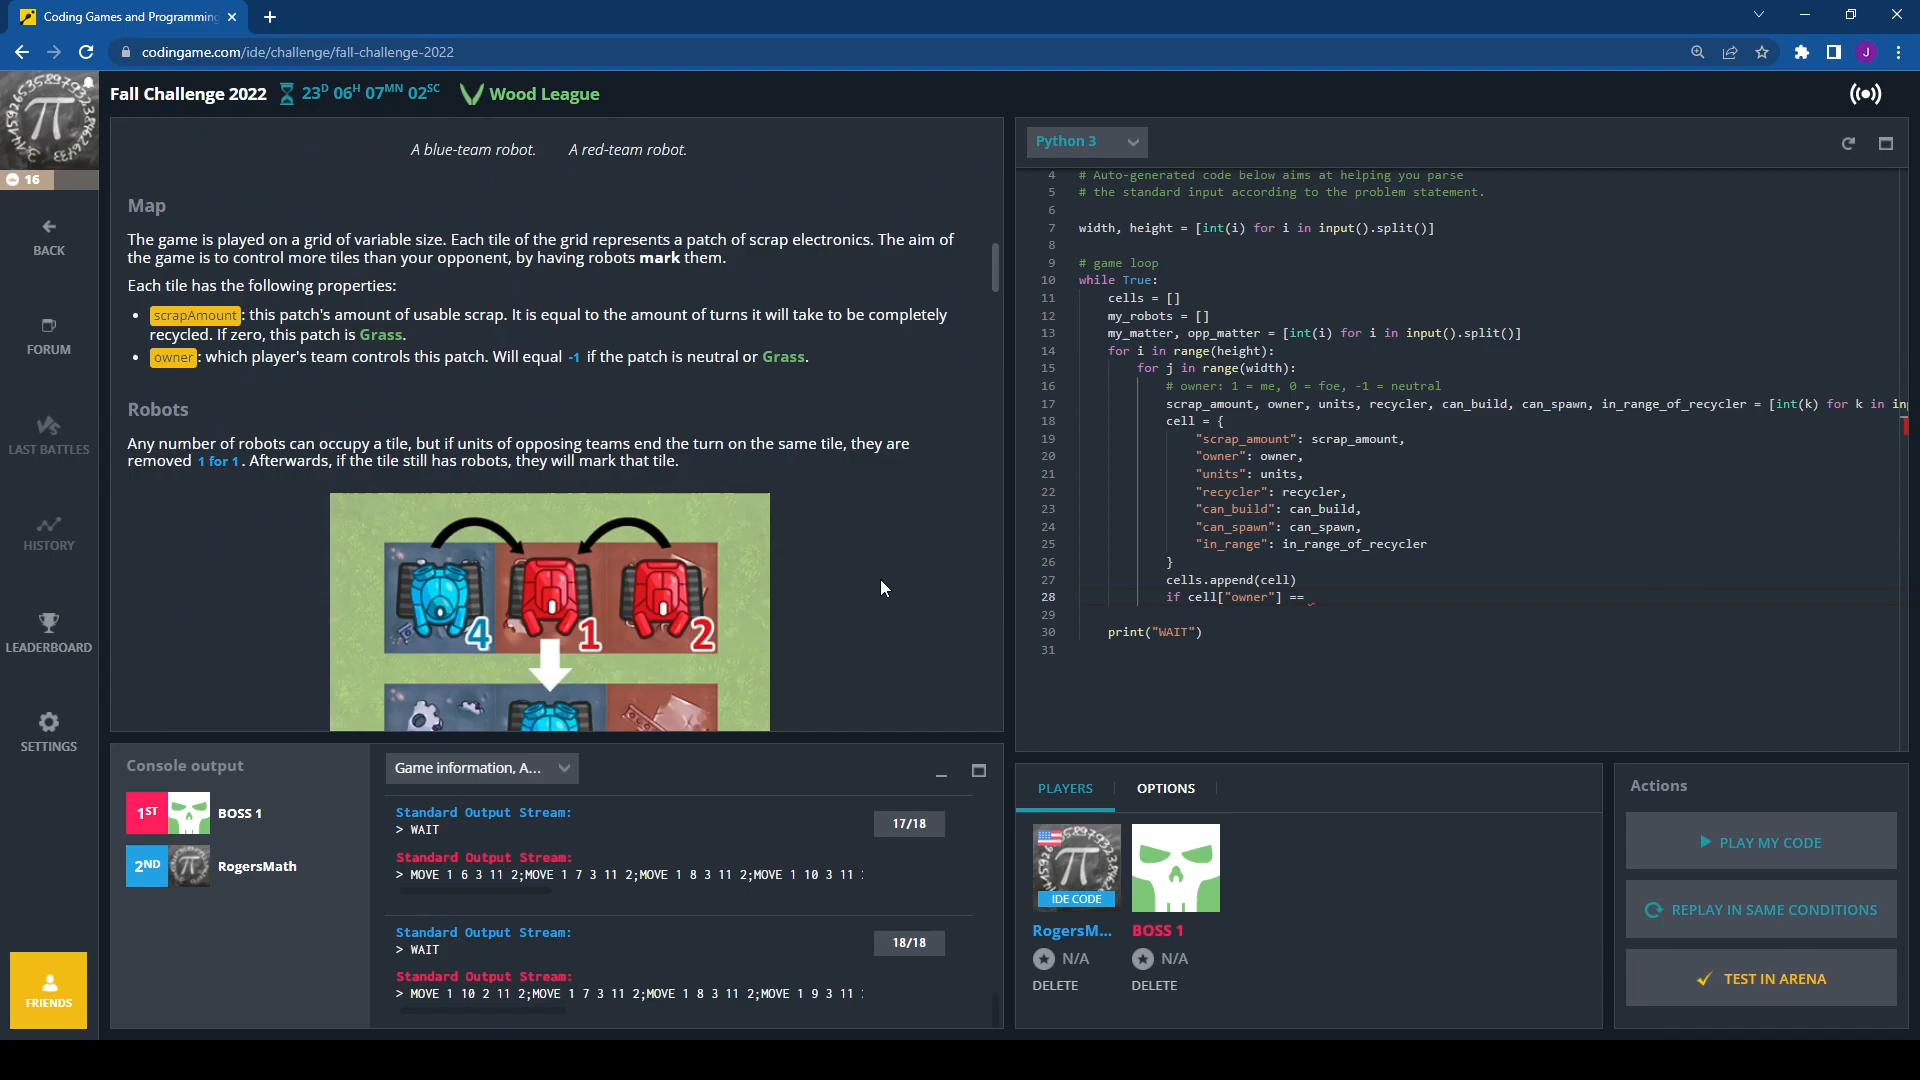 Coding Games and Programming
codingame.com/ide/challenge/fall-challenge-2022
J
Fall Challenge 2022
23D 06H 07MN 02SC
Wood League
16
BACK
FORUM
LAST BATTLES
HISTORY
LEADERBOARD
SETTINGS
FRIENDS
A blue-team robot.
A red-team robot.
Map
The game is played on a grid of variable size. Each tile of the grid represents a patch of scrap electronics. The aim of
the game is to control more tiles than your opponent, by having robots mark them.
Each tile has the following properties:
• scrapAmount: this patch's amount of usable scrap. It is equal to the amount of turns it will take to be completely
recycled. If zero, this patch is Grass.
• owner: which player's team controls this patch. Will equal -1 if the patch is neutral or Grass.
Robots
Any number of robots can occupy a tile, but if units of opposing teams end the turn on the same tile, they are
removed 1 for 1. Afterwards, if the tile still has robots, they will mark that tile.
4
1
2
Console output
1ST
BOSS 1
2ND
RogersMath
Game information, A...
Standard Output Stream:
> WAIT
17/18
Standard Output Stream:
> MOVE 1 6 3 11 2;MOVE 1 7 3 11 2;MOVE 1 8 3 11 2;MOVE 1 10 3 11
Standard Output Stream:
> WAIT
18/18
Standard Output Stream:
> MOVE 1 10 2 11 2;MOVE 1 7 3 11 2;MOVE 1 8 3 11 2;MOVE 1 9 3 11
Python 3
4 # Auto-generated code below aims at helping you parse
5 # the standard input according to the problem statement.
6
7 width, height = [int(i) for i in input().split()]
8
9 # game loop
10 while True:
11 cells = []
12 my_robots = []
13 my_matter, opp_matter = [int(i) for i in input().split()]
14 for i in range(height):
15 for j in range(width):
16 # owner: 1 = me, 0 = foe, -1 = neutral
17 scrap_amount, owner, units, recycler, can_build, can_spawn, in_range_of_recycler = [int(k) for k in
18 cell = {
19 "scrap_amount": scrap_amount,
20 "owner": owner,
21 "units": units,
22 "recycler": recycler,
23 "can_build": can_build,
24 "can_spawn": can_spawn,
25 "in_range": in_range_of_recycler
26 }
27 cells.append(cell)
28 if cell["owner"] ==
29
30 print("WAIT")
31
PLAYERS
OPTIONS
IDE CODE
RogersM...
BOSS 1
N/A
N/A
DELETE
DELETE
Actions
PLAY MY CODE
REPLAY IN SAME CONDITIONS
TEST IN ARENA